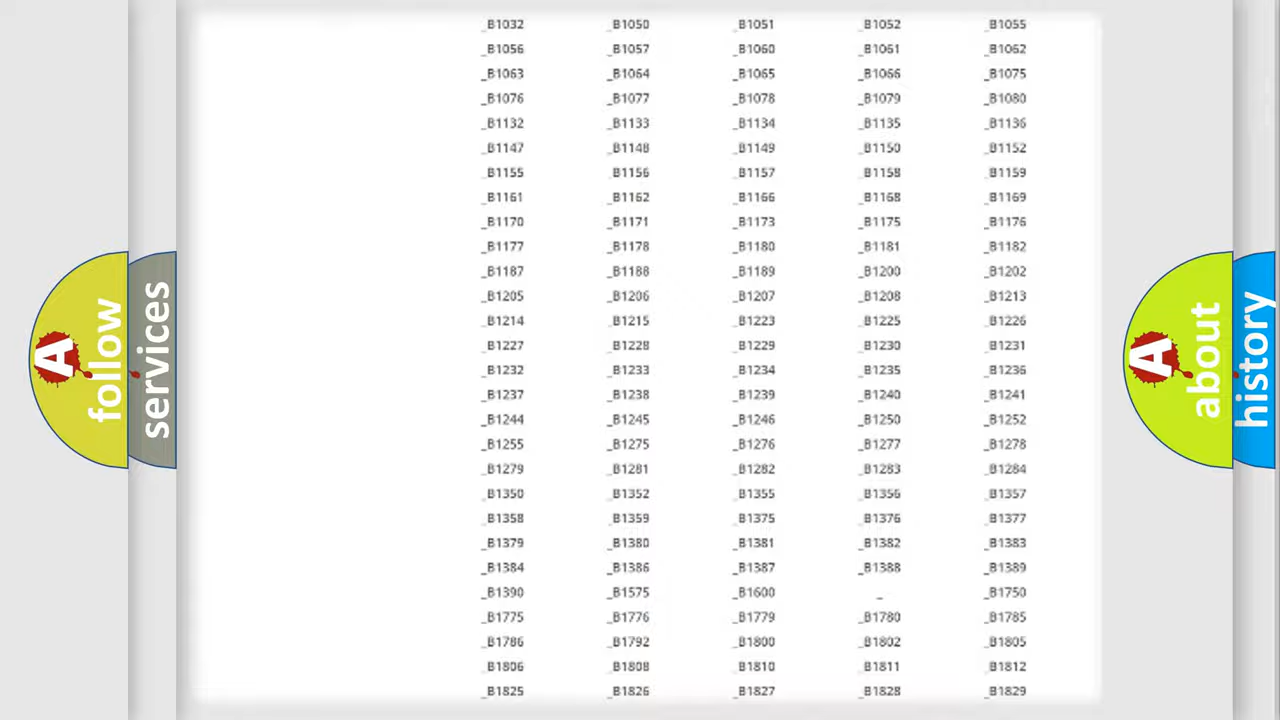 _B1032 _B1050 _B1051 _B1052 _B1055
_B1056 _B1057 _B1060 _B1061 _B1062
_B1063 _B1064 _B1065 _B1066 _B1075
_B1076 _B1077 _B1078 _B1079 _B1080
_B1132 _B1133 _B1134 _B1135 _B1136
_B1147 _B1148 _B1149 _B1150 _B1152
_B1155 _B1156 _B1157 _B1158 _B1159
_B1161 _B1162 _B1166 _B1168 _B1169
_B1170 _B1171 _B1173 _B1175 _B1176
_B1177 _B1178 _B1180 _B1181 _B1182
_B1187 _B1188 _B1189 _B1200 _B1202
_B1205 _B1206 _B1207 _B1208 _B1213
_B1214 _B1215 _B1223 _B1225 _B1226
_B1227 _B1228 _B1229 _B1230 _B1231
_B1232 _B1233 _B1234 _B1235 _B1236
_B1237 _B1238 _B1239 _B1240 _B1241
_B1244 _B1245 _B1246 _B1250 _B1252
_B1255 _B1275 _B1276 _B1277 _B1278
_B1279 _B1281 _B1282 _B1283 _B1284
_B1350 _B1352 _B1355 _B1356 _B1357
_B1358 _B1359 _B1375 _B1376 _B1377
_B1379 _B1380 _B1381 _B1382 _B1383
_B1384 _B1386 _B1387 _B1388 _B1389
_B1390 _B1575 _B1600 _ _B1750
_B1775 _B1776 _B1779 _B1780 _B1785
_B1786 _B1792 _B1800 _B1802 _B1805
_B1806 _B1808 _B1810 _B1811 _B1812
_B1825 _B1826 _B1827 _B1828 _B1829
A follow
services
A about
history